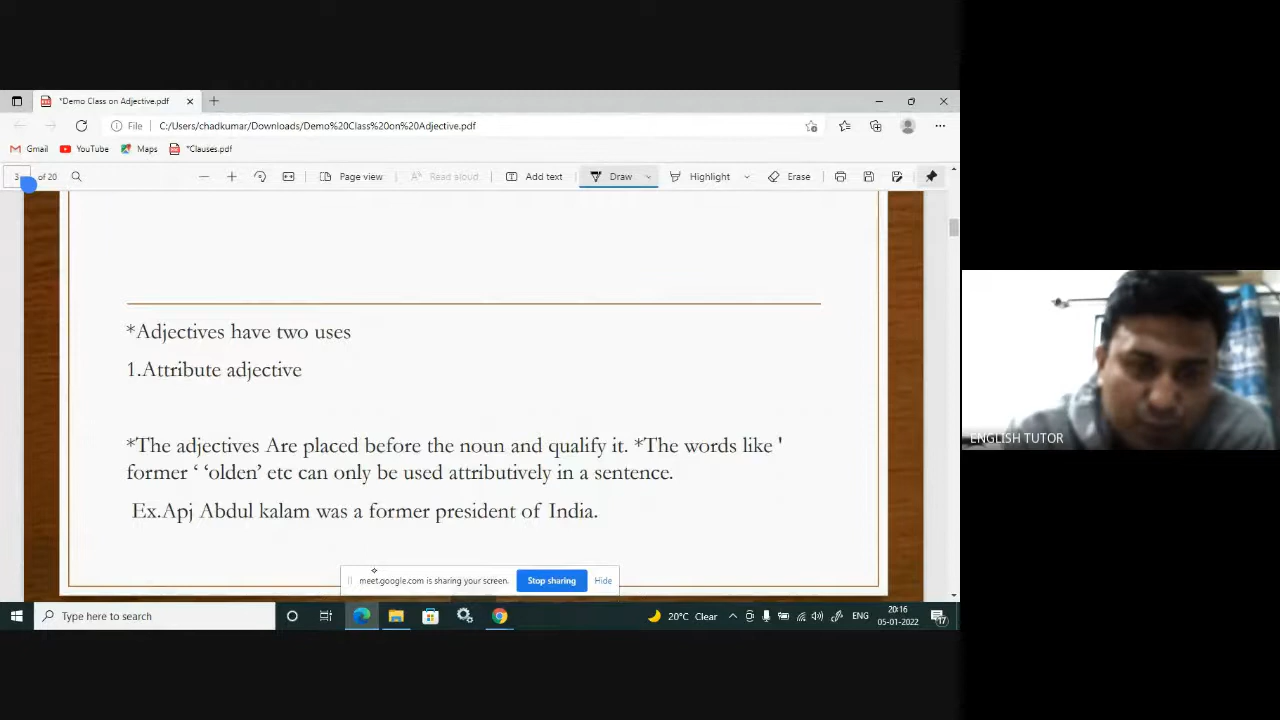 *Demo Class on Adjective.pdf
File C:/Users/chadkumar/Downloads/Demo%20Class%20on%20Adjective.pdf
Gmail YouTube Maps *Clauses.pdf
3 of 20 Page view Read aloud Add text Draw Highlight Erase
*Adjectives have two uses
1.Attribute adjective
*The adjectives Are placed before the noun and qualify it. *The words like '
former ‘ ‘olden’ etc can only be used attributively in a sentence.
Ex.Apj Abdul kalam was a former president of India.
ENGLISH TUTOR
meet.google.com is sharing your screen. Stop sharing Hide
Type here to search 20°C Clear ENG 20:16
05-01-2022 17